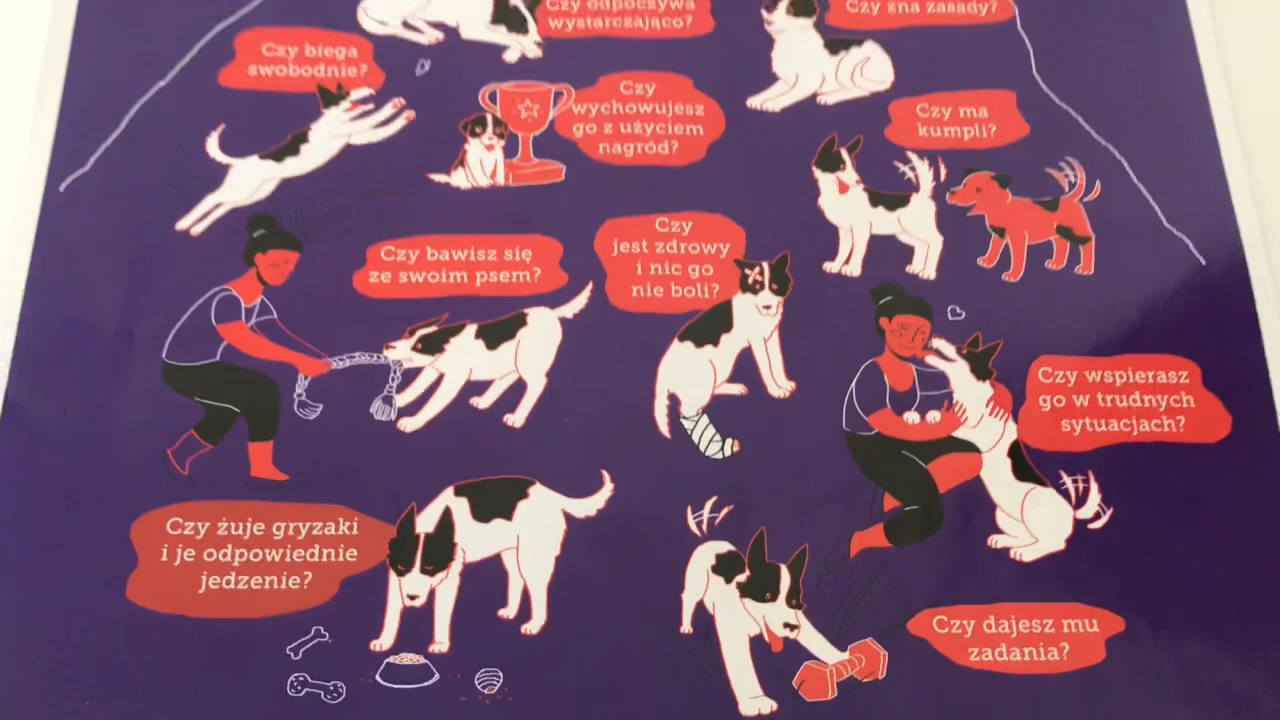 Czy odpoczywa
wystarczająco?
Czy zna zasady?
Czy biega
swobodnie?
Czy
wychowujesz
go z użyciem
nagród?
Czy ma
kumpli?
Czy bawisz się
ze swoim psem?
Czy
jest zdrowy
i nic go
nie boli?
Czy wspierasz
go w trudnych
sytuacjach?
Czy żuje gryzaki
i je odpowiednie
jedzenie?
Czy dajesz mu
zadania?